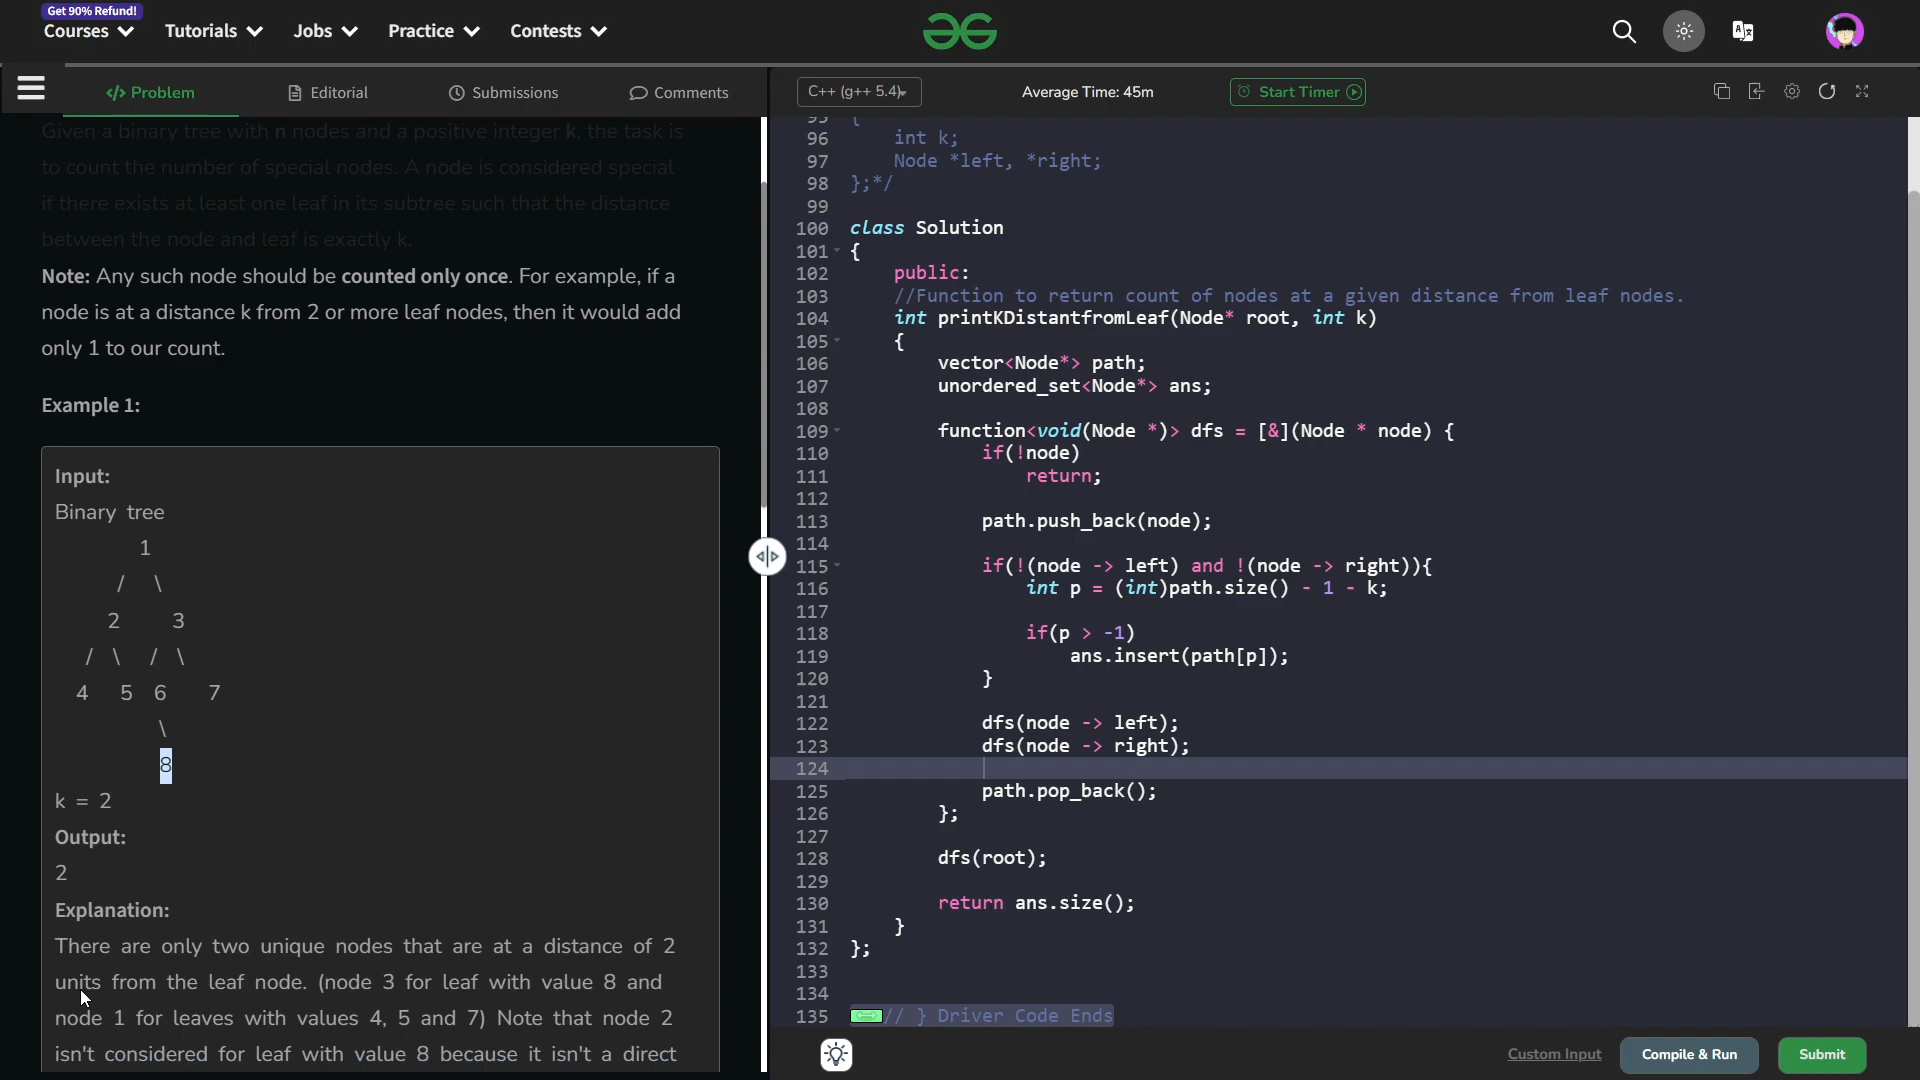 Get 90% Refund!
Courses
Tutorials
Jobs
Practice
Contests
Problem
Editorial
Submissions
Comments
C++ (g++ 5.4)
Average Time: 45m
Start Timer
Given a binary tree with n nodes and a positive integer k, the task is
to count the number of special nodes. A node is considered special
if there exists at least one leaf in its subtree such that the distance
between the node and leaf is exactly k.
Note: Any such node should be counted only once. For example, if a
node is at a distance k from 2 or more leaf nodes, then it would add
only 1 to our count.
Example 1:
Input:
Binary tree
1
/ \
2 3
/ \ / \
4 5 6 7
\
8
k = 2
Output:
2
Explanation:
There are only two unique nodes that are at a distance of 2
units from the leaf node. (node 3 for leaf with value 8 and
node 1 for leaves with values 4, 5 and 7) Note that node 2
isn't considered for leaf with value 8 because it isn't a direct
95 {
96 int k;
97 Node *left, *right;
98 };*/
99
100 class Solution
101 {
102 public:
103 //Function to return count of nodes at a given distance from leaf nodes.
104 int printKDistantfromLeaf(Node* root, int k)
105 {
106 vector<Node*> path;
107 unordered_set<Node*> ans;
108
109 function<void(Node *)> dfs = [&](Node * node) {
110 if(!node)
111 return;
112
113 path.push_back(node);
114
115 if(!(node -> left) and !(node -> right)){
116 int p = (int)path.size() - 1 - k;
117
118 if(p > -1)
119 ans.insert(path[p]);
120 }
121
122 dfs(node -> left);
123 dfs(node -> right);
124
125 path.pop_back();
126 };
127
128 dfs(root);
129
130 return ans.size();
131 }
132 };
133
134
135 // } Driver Code Ends
Custom Input
Compile & Run
Submit